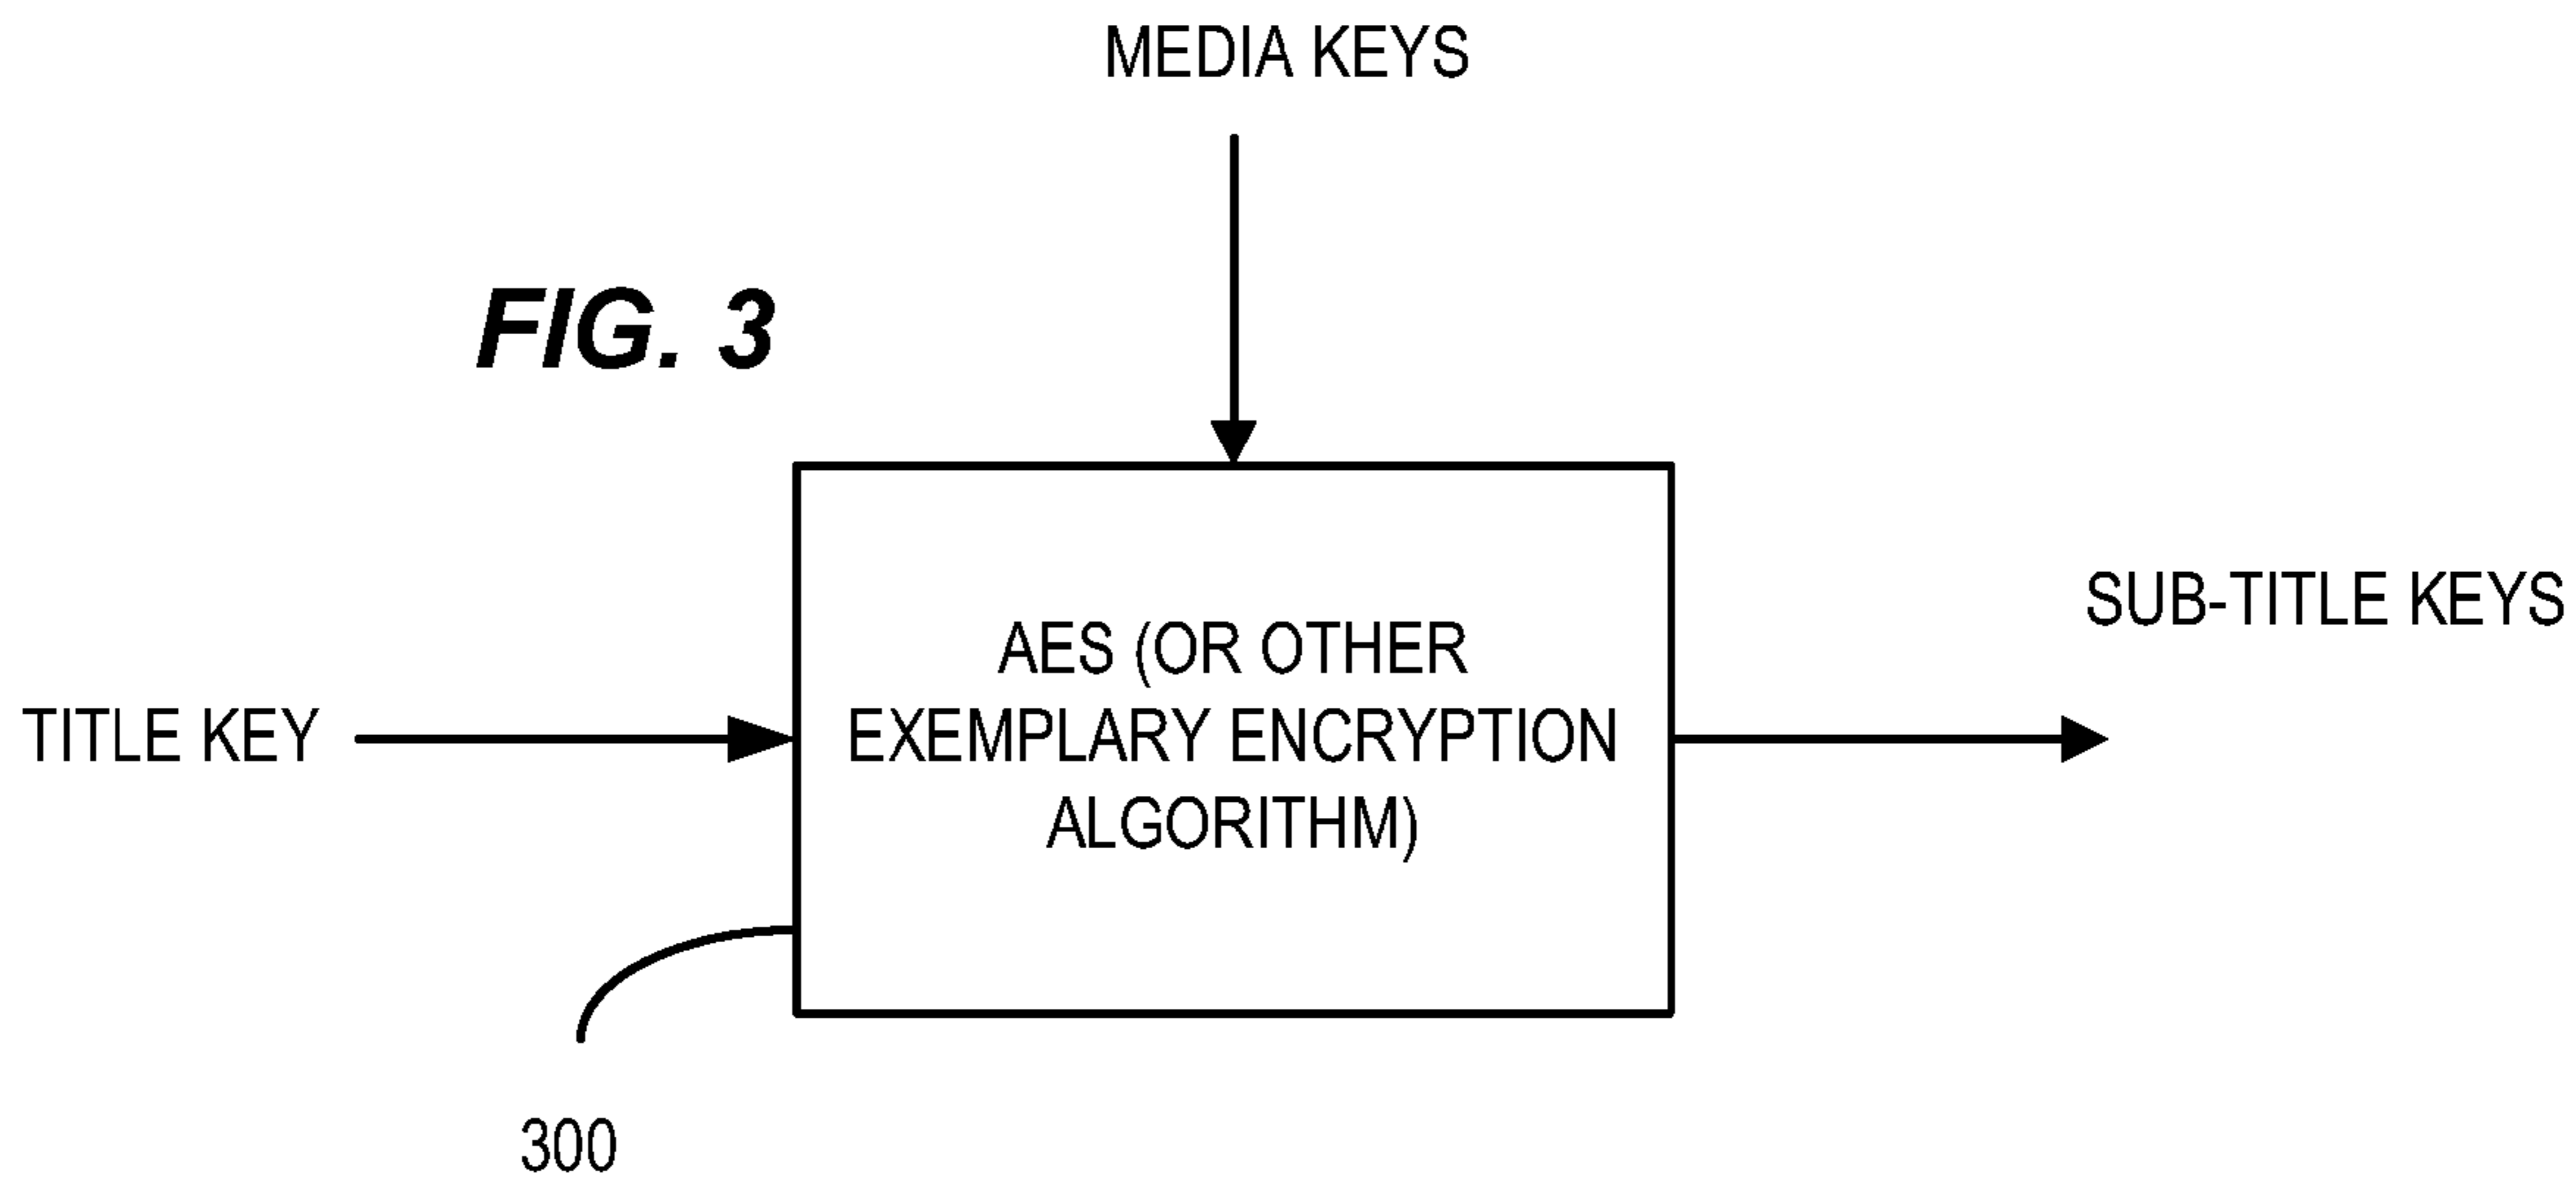 MEDIA KEYS
FIG. 3
SUB-TITLE KEYS
TITLE KEY
AES (OR OTHER
EXEMPLARY ENCRYPTION
ALGORITHM)
300